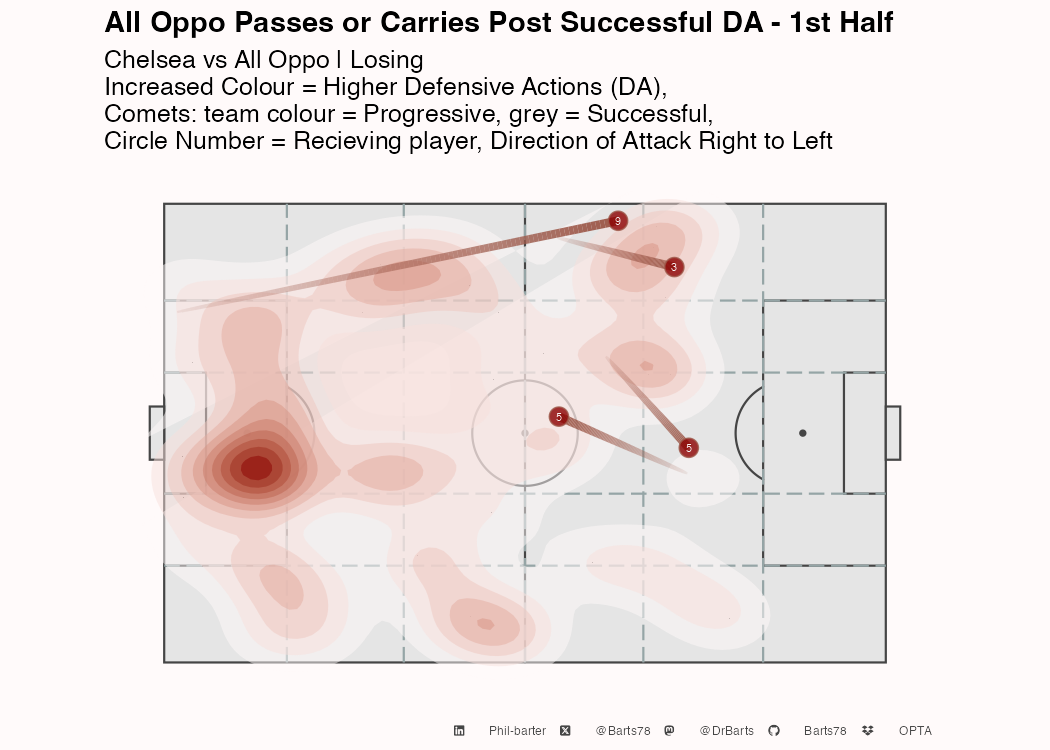 All Oppo Passes or Carries Post Successful DA - 1st Half
Chelsea vs All Oppo | Losing
Increased Colour = Higher Defensive Actions (DA),
Comets: team colour = Progressive, grey = Successful,
Circle Number = Recieving player, Direction of Attack Right to Left
9
3
5
5
Phil-barter @Barts78 @DrBarts Barts78 OPTA